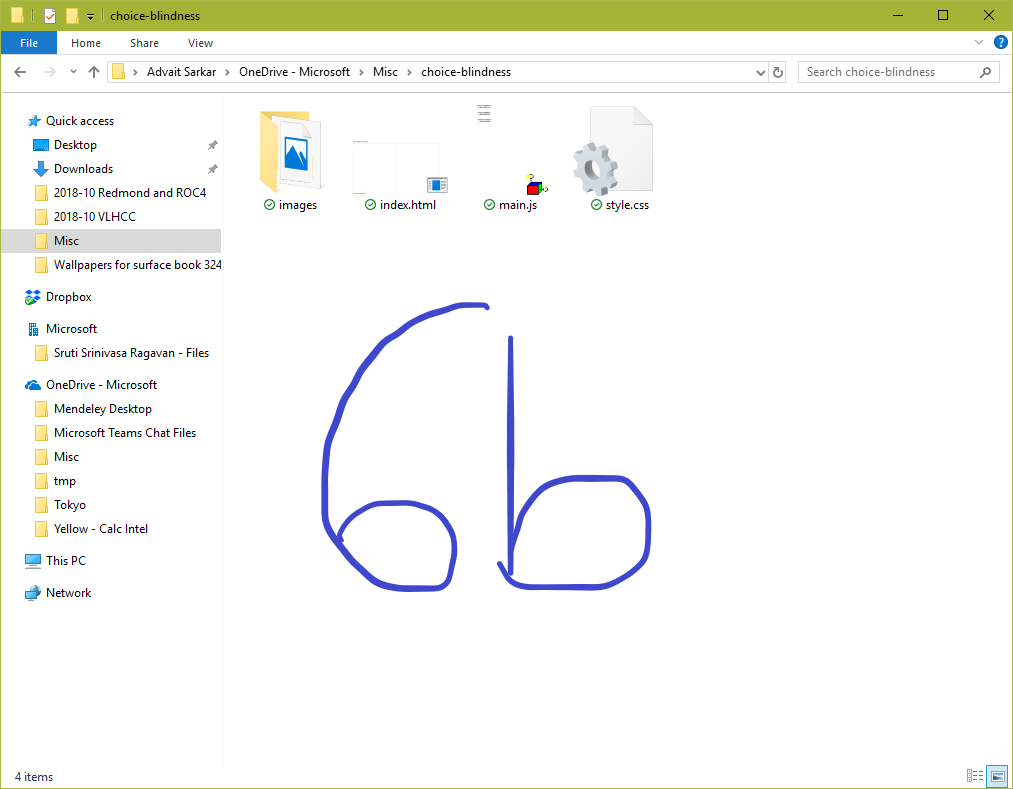 choice-blindness
File Home Share View
Advait Sarkar OneDrive - Microsoft Misc choice-blindness
Search choice-blindness
Quick access
Desktop
Downloads
2018-10 Redmond and ROC4
2018-10 VLHCC
Misc
Wallpapers for surface book 324
Dropbox
Microsoft
Sruti Srinivasa Ragavan - Files
OneDrive - Microsoft
Mendeley Desktop
Microsoft Teams Chat Files
Misc
tmp
Tokyo
Yellow - Calc Intel
This PC
Network
images index.html main.js style.css
6b
4 items